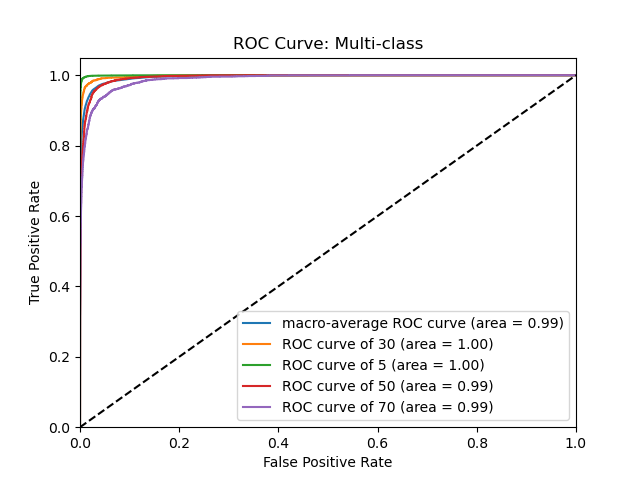 ROC Curve: Multi-class
1.0
0.8
0.6
0.4
0.2
0.0
True Positive Rate
macro-average ROC curve (area = 0.99)
ROC curve of 30 (area = 1.00)
ROC curve of 5 (area = 1.00)
ROC curve of 50 (area = 0.99)
ROC curve of 70 (area = 0.99)
0.0 0.2 0.4 0.6 0.8 1.0
False Positive Rate